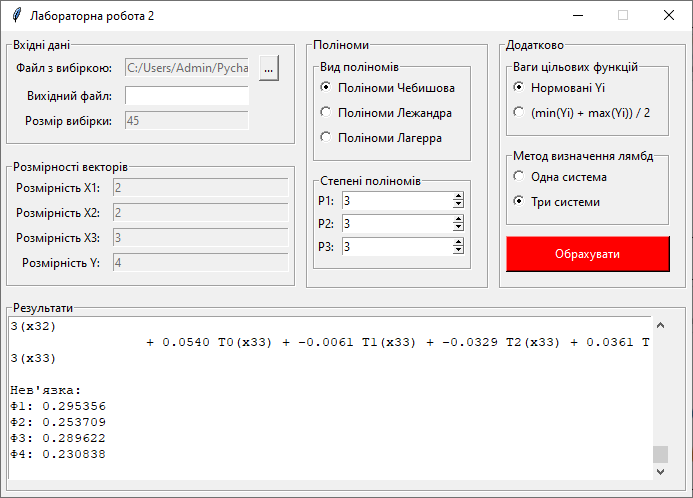 Лабораторна робота 2
Вхідні дані
Файл з вибіркою: C:/Users/Admin/Pycha ...
Вихідний файл:
Розмір вибірки: 45
Розмірності векторів
Розмірність X1: 2
Розмірність X2: 2
Розмірність X3: 3
Розмірність Y: 4
Поліноми
Вид поліномів
Поліноми Чебишова
Поліноми Лежандра
Поліноми Лагерра
Степені поліномів
P1: 3
P2: 3
P3: 3
Додатково
Ваги цільових функцій
Нормовані Yi
(min(Yi) + max(Yi)) / 2
Метод визначення лямбд
Одна система
Три системи
Обрахувати
Результати
3(x32)
+ 0.0540 T0(x33) + -0.0061 T1(x33) + -0.0329 T2(x33) + 0.0361 T
3(x33)
Нев'язка:
Ф1: 0.295356
Ф2: 0.253709
Ф3: 0.289622
Ф4: 0.230838